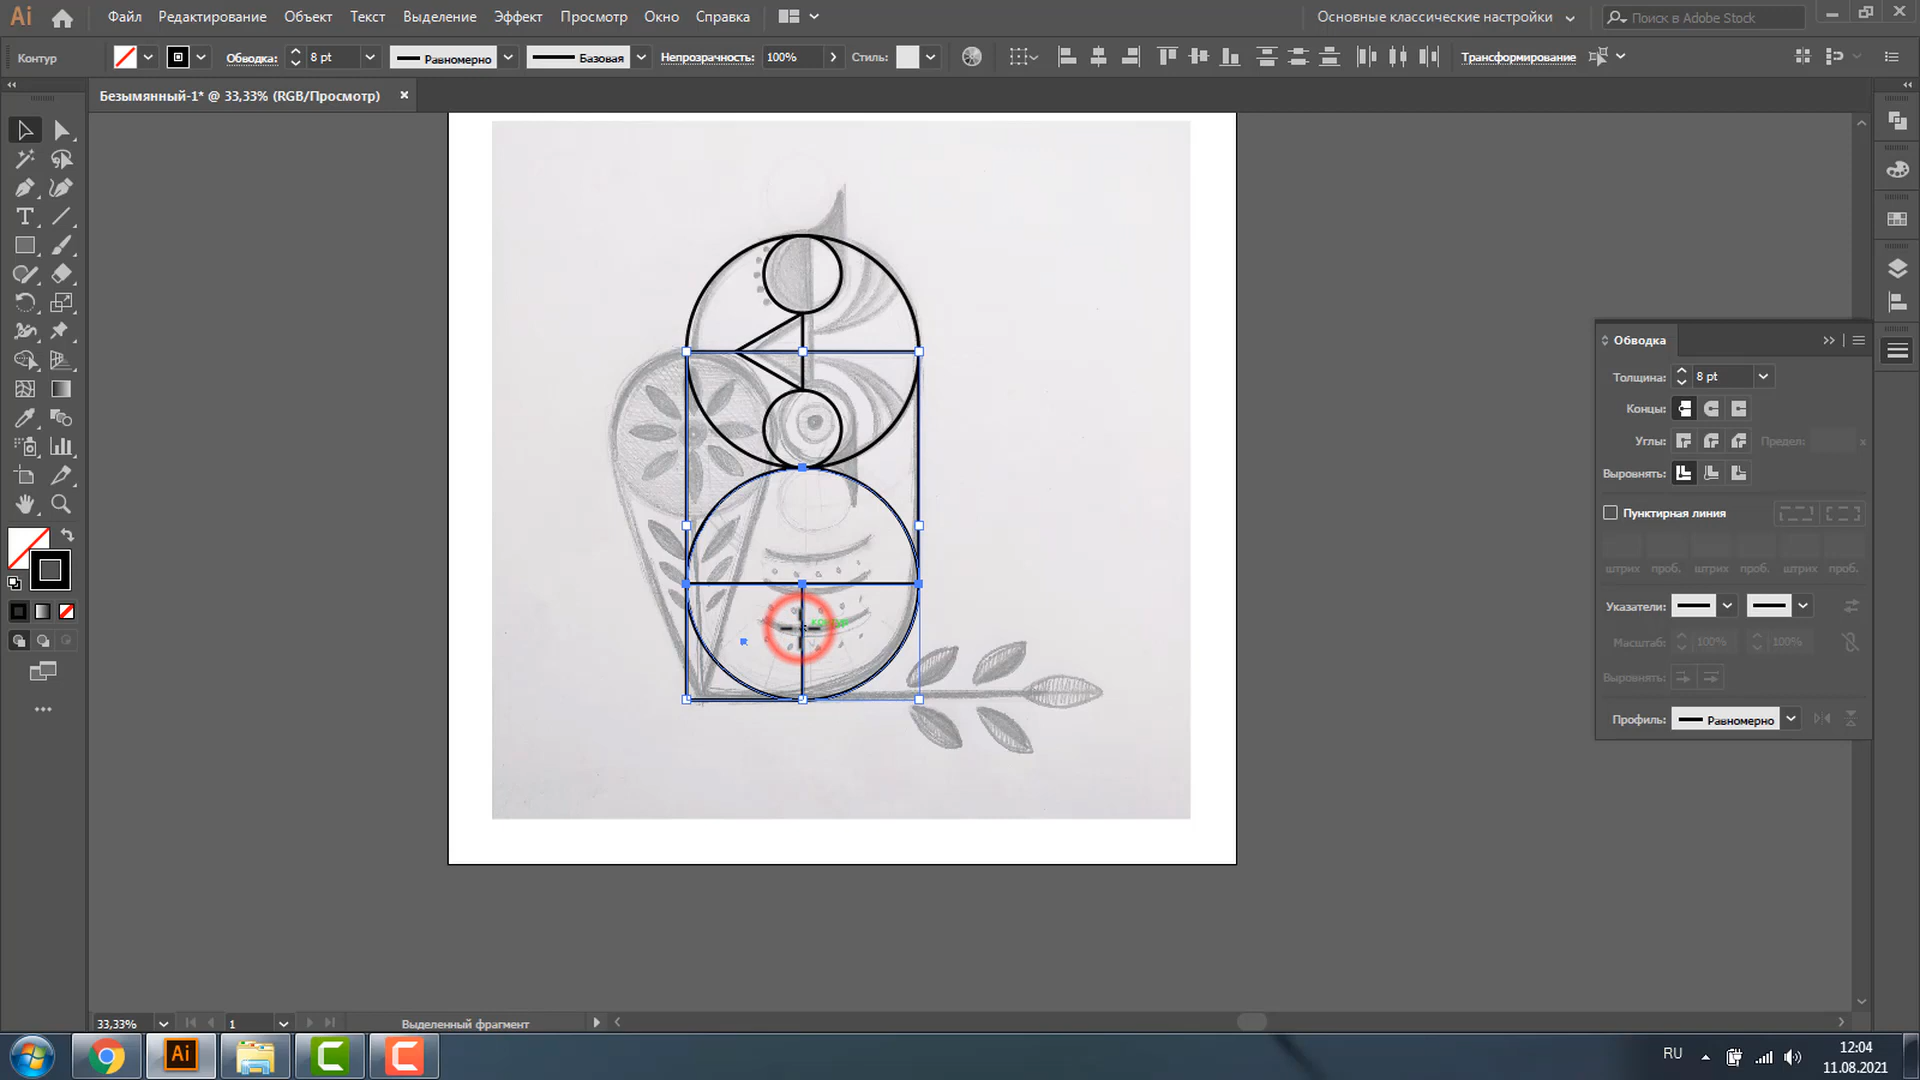 Ai Файл Редактирование Объект Текст Выделение Эффект Просмотр Окно Справка Основные классические настройки Поиск в Adobe Stock
Контур Обводка: 8 pt Равномерно Базовая Непрозрачность: 100% Стиль: Трансформирование
Безымянный-1* @ 33,33% (RGB/Просмотр)
Обводка
Толщина: 8 pt
Концы:
Углы: Предел: x
Выровнять:
Пунктирная линия
штрих проб. штрих проб. штрих проб.
Указатели:
Масштаб: 100% 100%
Выровнять:
Профиль: Равномерно
контур
33,33% 1 Выделенный фрагмент
Ai RU 12:04
11.08.2021